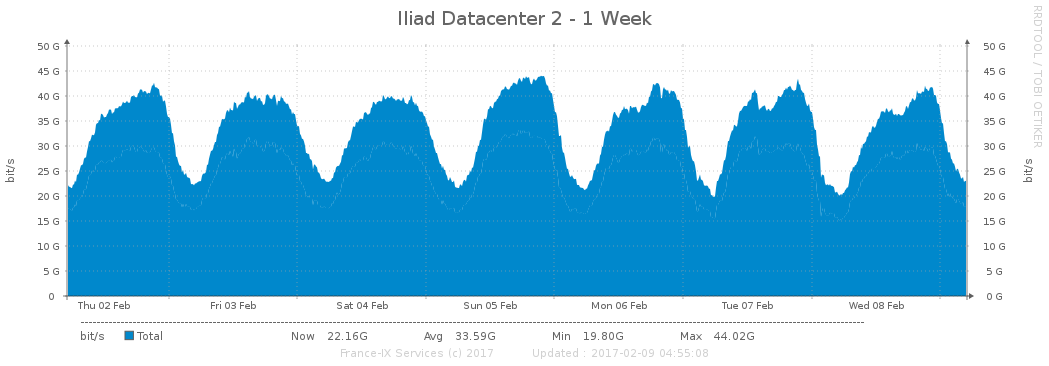 Iliad Datacenter 2 - 1 Week
RRDTOOL / TOBI OETIKER
50 G 50 G
45 G 45 G
40 G 40 G
35 G 35 G
30 G 30 G
25 G 25 G
20 G 20 G
15 G 15 G
10 G 10 G
5 G 5 G
0 0 G
bit/s
bit/s
Thu 02 Feb Fri 03 Feb Sat 04 Feb Sun 05 Feb Mon 06 Feb Tue 07 Feb Wed 08 Feb
bit/s Total Now 22.16G Avg 33.59G Min 19.80G Max 44.02G
France-IX Services (c) 2017 Updated : 2017-02-09 04:55:08